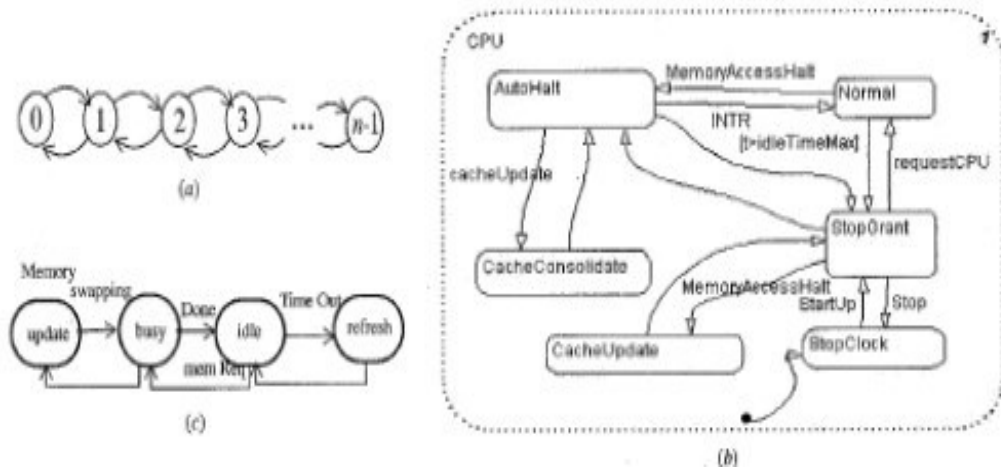 0 1 2 3 ... n-1
(a)
Memory
swapping
Done
Time Out
update
busy
idle
refresh
mem Req
(c)
CPU
AutoHalt
MemoryAccessHalt
Normal
INTR
[t>idleTimeMax]
requestCPU
cacheUpdate
StopGrant
CacheConsolidate
MemoryAccessHalt
StartUp
Stop
CacheUpdate
StopClock
(b)